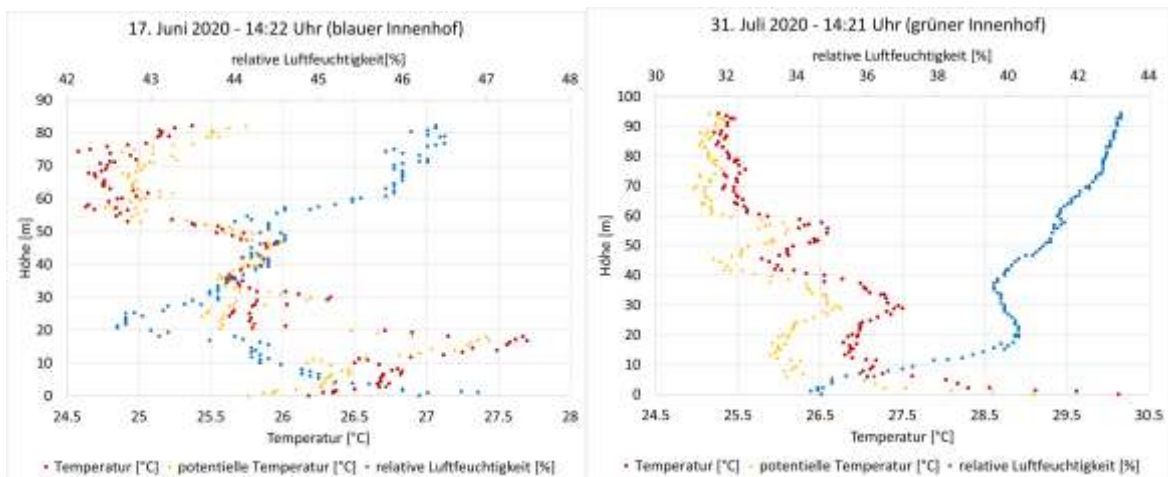 17. Juni 2020 - 14:22 Uhr (blauer Innenhof)
relative Luftfeuchtigkeit[%]
42 43 44 45 46 47 48
90
80
70
60
50
40
30
20
10
0
Höhe [m]
24.5 25 25.5 26 26.5 27 27.5 28
Temperatur [°C]
Temperatur [°C] potentielle Temperatur [°C] relative Luftfeuchtigkeit [%]
31. Juli 2020 - 14:21 Uhr (grüner Innenhof)
relative Luftfeuchtigkeit [%]
30 32 34 36 38 40 42 44
100
90
80
70
60
50
40
30
20
10
0
Höhe [m]
24.5 25.5 26.5 27.5 28.5 29.5 30.5
Temperatur [°C]
Temperatur [°C] potentielle Temperatur [°C] relative Luftfeuchtigkeit [%]